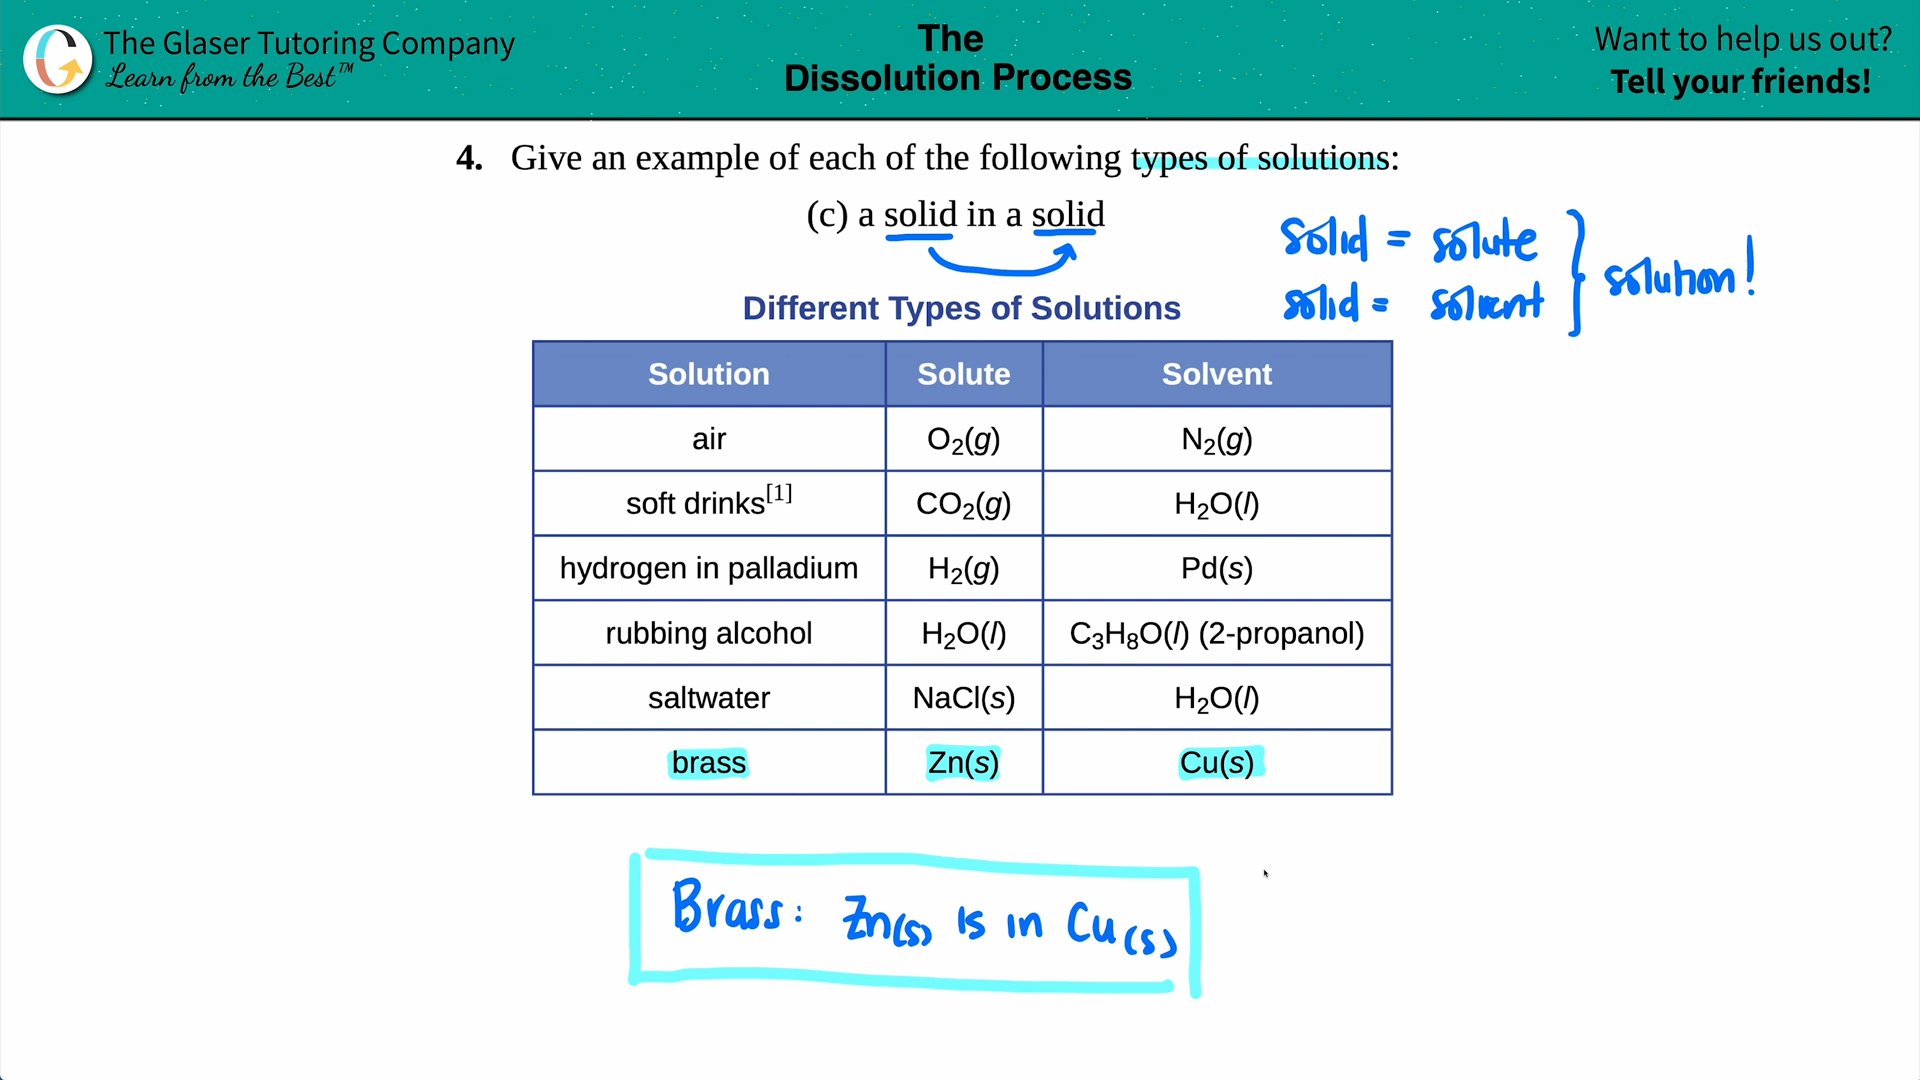 The Glaser Tutoring Company
Learn from the Best™
The
Dissolution Process
Want to help us out?
Tell your friends!
4. Give an example of each of the following types of solutions:
(c) a solid in a solid
solid = solute
solid = solvent
solution!
Different Types of Solutions
Solution Solute Solvent
air O₂(g) N₂(g)
soft drinks[1] CO₂(g) H₂O(l)
hydrogen in palladium H₂(g) Pd(s)
rubbing alcohol H₂O(l) C₃H₈O(l) (2-propanol)
saltwater NaCl(s) H₂O(l)
brass Zn(s) Cu(s)
Brass: Zn(s) is in Cu(s)